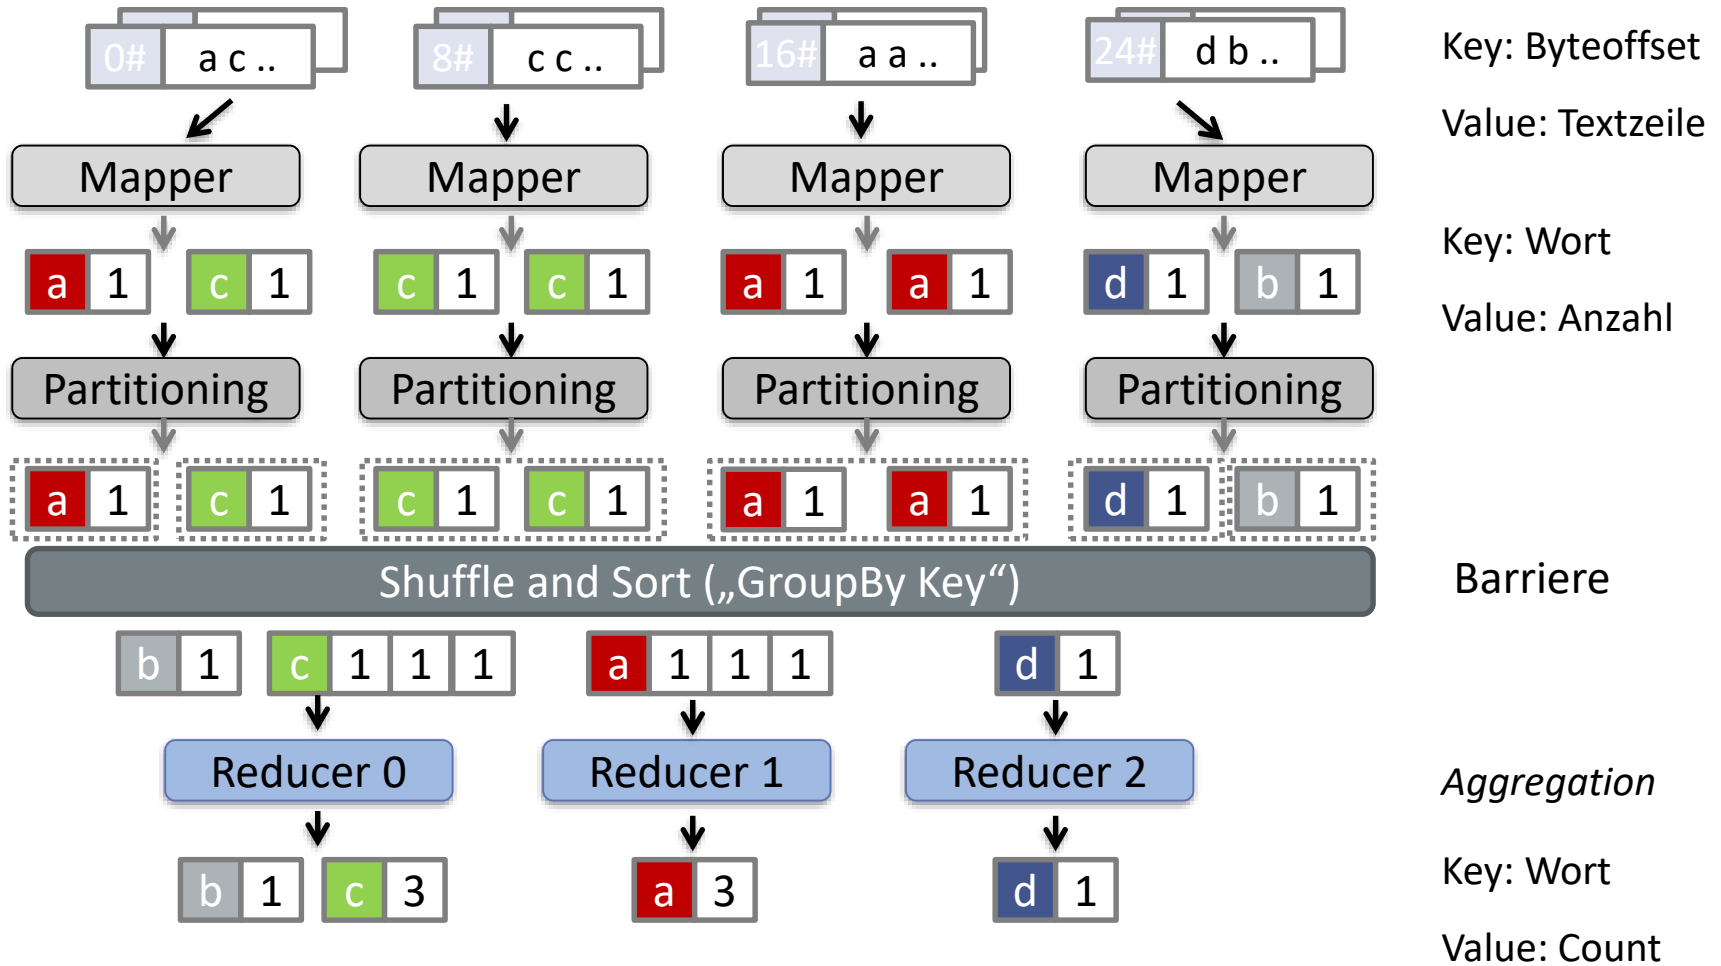 0# a c .. 8# c c .. 16# a a .. 24# d b .. Key: Byteoffset
Value: Textzeile
Mapper Mapper Mapper Mapper
Key: Wort
a 1 c 1 c 1 c 1 a 1 a 1 d 1 b 1
Value: Anzahl
Partitioning Partitioning Partitioning Partitioning
a 1 c 1 c 1 c 1 a 1 a 1 d 1 b 1
Shuffle and Sort („GroupBy Key“) Barriere
b 1 c 1 1 1 a 1 1 1 d 1
Reducer 0 Reducer 1 Reducer 2
Aggregation
b 1 c 3 a 3 d 1
Key: Wort
Value: Count